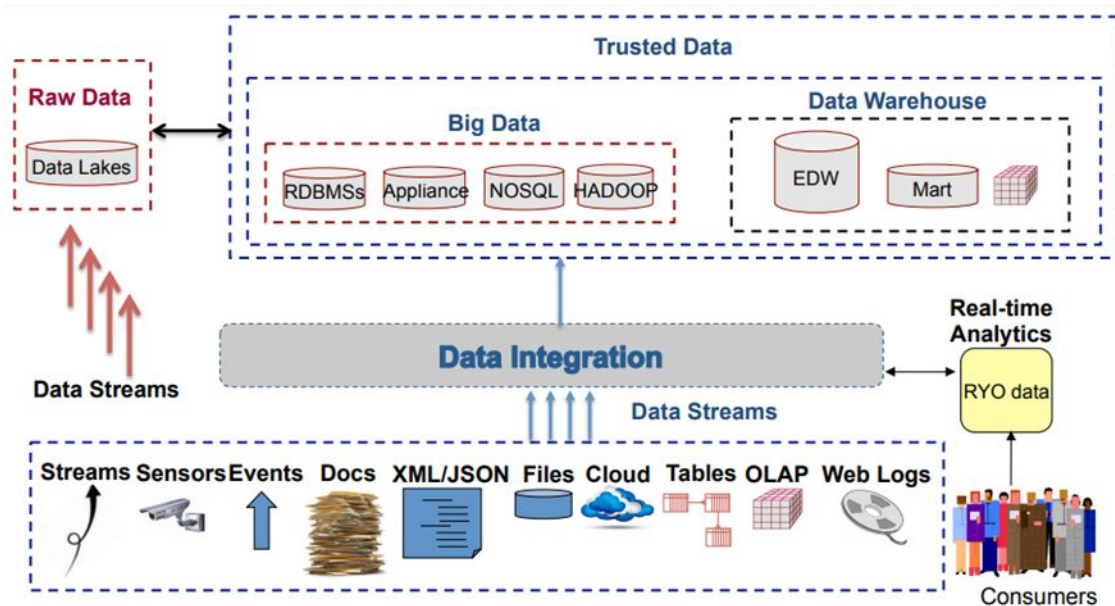 Trusted Data
Raw Data
Data Lakes
Big Data
RDBMSs
Appliance
NOSQL
HADOOP
Data Warehouse
EDW
Mart
Data Streams
Data Integration
Real-time
Analytics
RYO data
Data Streams
Streams
Sensors
Events
Docs
XML/JSON
Files
Cloud
Tables
OLAP
Web Logs
Consumers